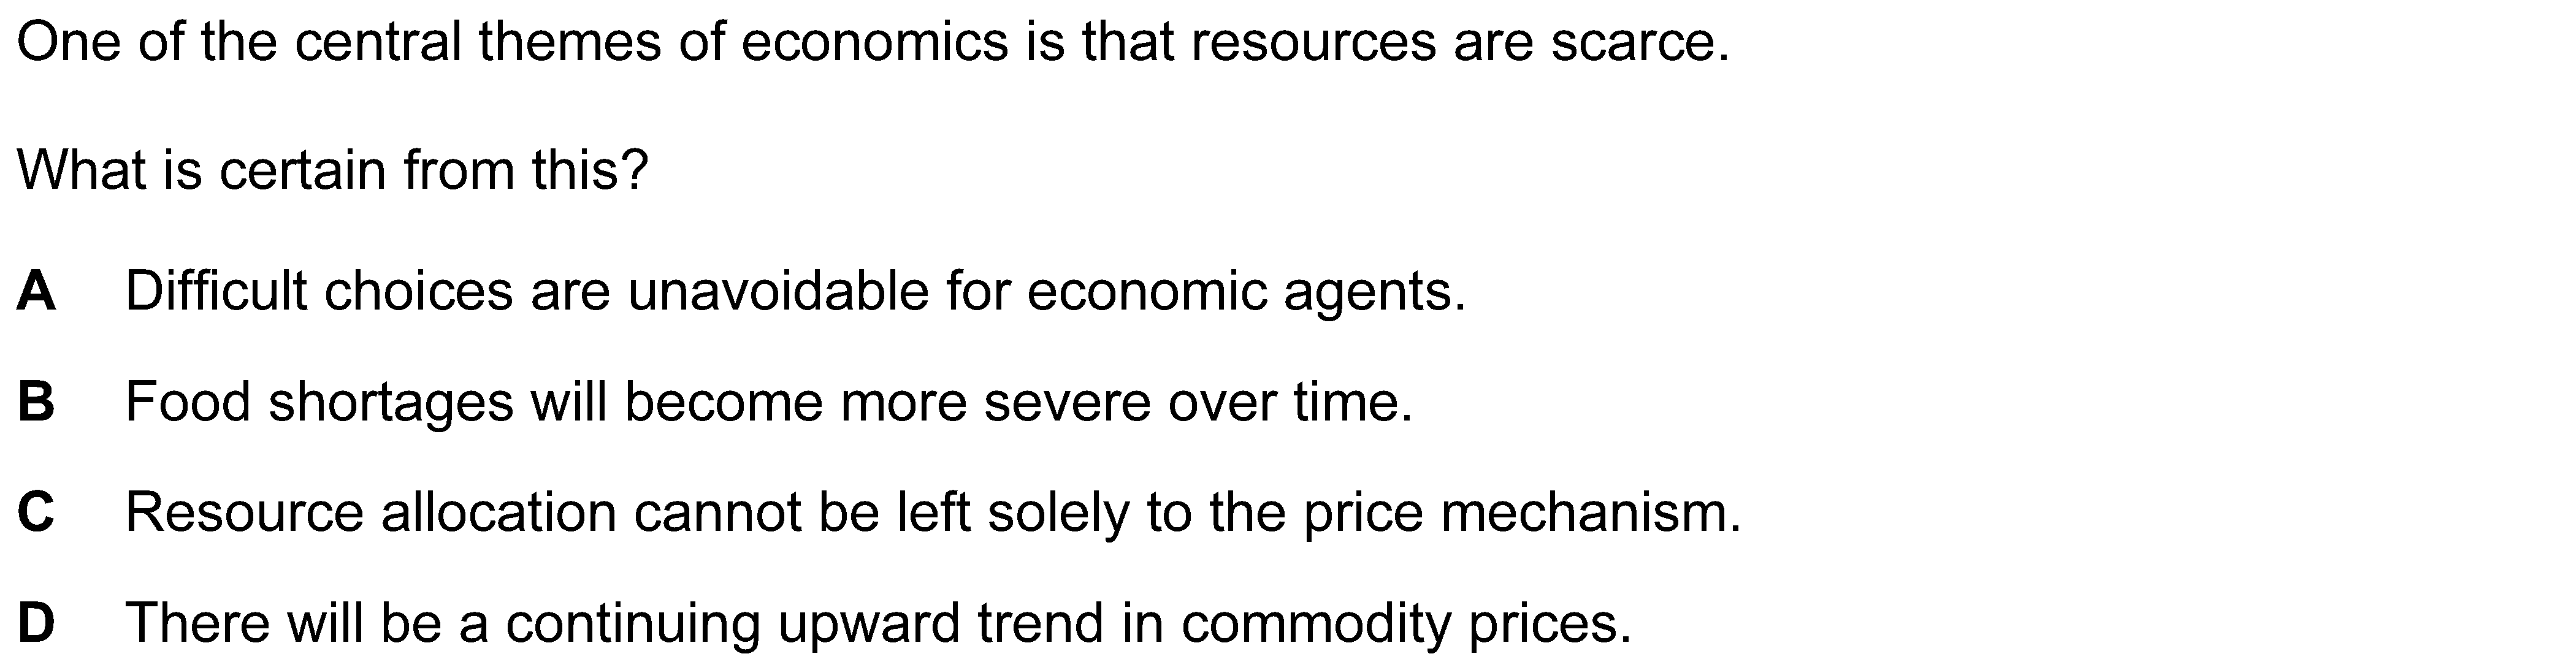 One of the central themes of economics is that resources are scarce.
What is certain from this?
A Difficult choices are unavoidable for economic agents.
B Food shortages will become more severe over time.
C Resource allocation cannot be left solely to the price mechanism.
D There will be a continuing upward trend in commodity prices.